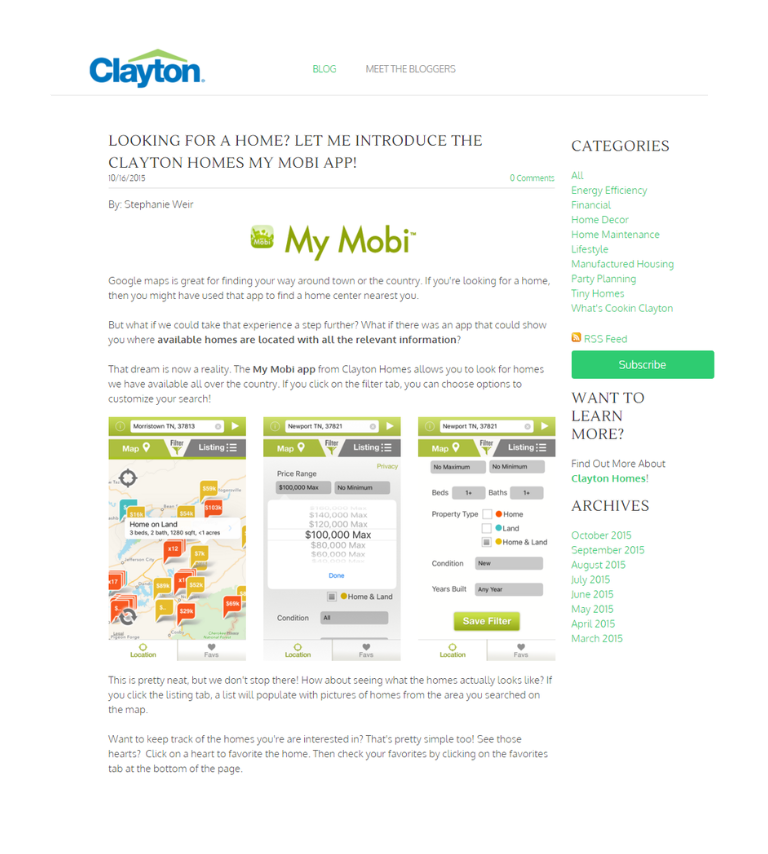 Clayton.
BLOG
MEET THE BLOGGERS
LOOKING FOR A HOME? LET ME INTRODUCE THE
CLAYTON HOMES MY MOBI APP!
10/16/2015
0 Comments
By: Stephanie Weir
Mobi
My Mobi™
Google maps is great for finding your way around town or the country. If you're looking for a home,
then you might have used that app to find a home center nearest you.
But what if we could take that experience a step further? What if there was an app that could show
you where available homes are located with all the relevant information?
That dream is now a reality. The My Mobi app from Clayton Homes allows you to look for homes
we have available all over the country. If you click on the filter tab, you can choose options to
customize your search!
Morristown TN, 37813
Map
Filter
Listing
$59k
$18k
$54k
$103k
Home on Land
3 beds, 2 bath, 1280 sqft, <1 acres
x12
$7k
x17
$89k
$52k
$29k
$69k
Legal
Location
Favs
Newport TN, 37821
Map
Filter
Listing
Privacy
Price Range
$100,000 Max
No Minimum
$140,000 Max
$120,000 Max
$100,000 Max
$80,000 Max
$60,000 Max
$40,000 Max
Done
Home & Land
Condition
All
Location
Favs
Newport TN, 37821
Map
Filter
Listing
No Maximum
No Minimum
Beds
1+
Baths
1+
Property Type
Home
Land
Home & Land
Condition
New
Years Built
Any Year
Save Filter
Location
Favs
This is pretty neat, but we don't stop there! How about seeing what the homes actually looks like? If
you click the listing tab, a list will populate with pictures of homes from the area you searched on
the map.
Want to keep track of the homes you're are interested in? That's pretty simple too! See those
hearts?  Click on a heart to favorite the home. Then check your favorites by clicking on the favorites
tab at the bottom of the page.
CATEGORIES
All
Energy Efficiency
Financial
Home Decor
Home Maintenance
Lifestyle
Manufactured Housing
Party Planning
Tiny Homes
What's Cookin Clayton
RSS Feed
Subscribe
WANT TO
LEARN
MORE?
Find Out More About
Clayton Homes!
ARCHIVES
October 2015
September 2015
August 2015
July 2015
June 2015
May 2015
April 2015
March 2015